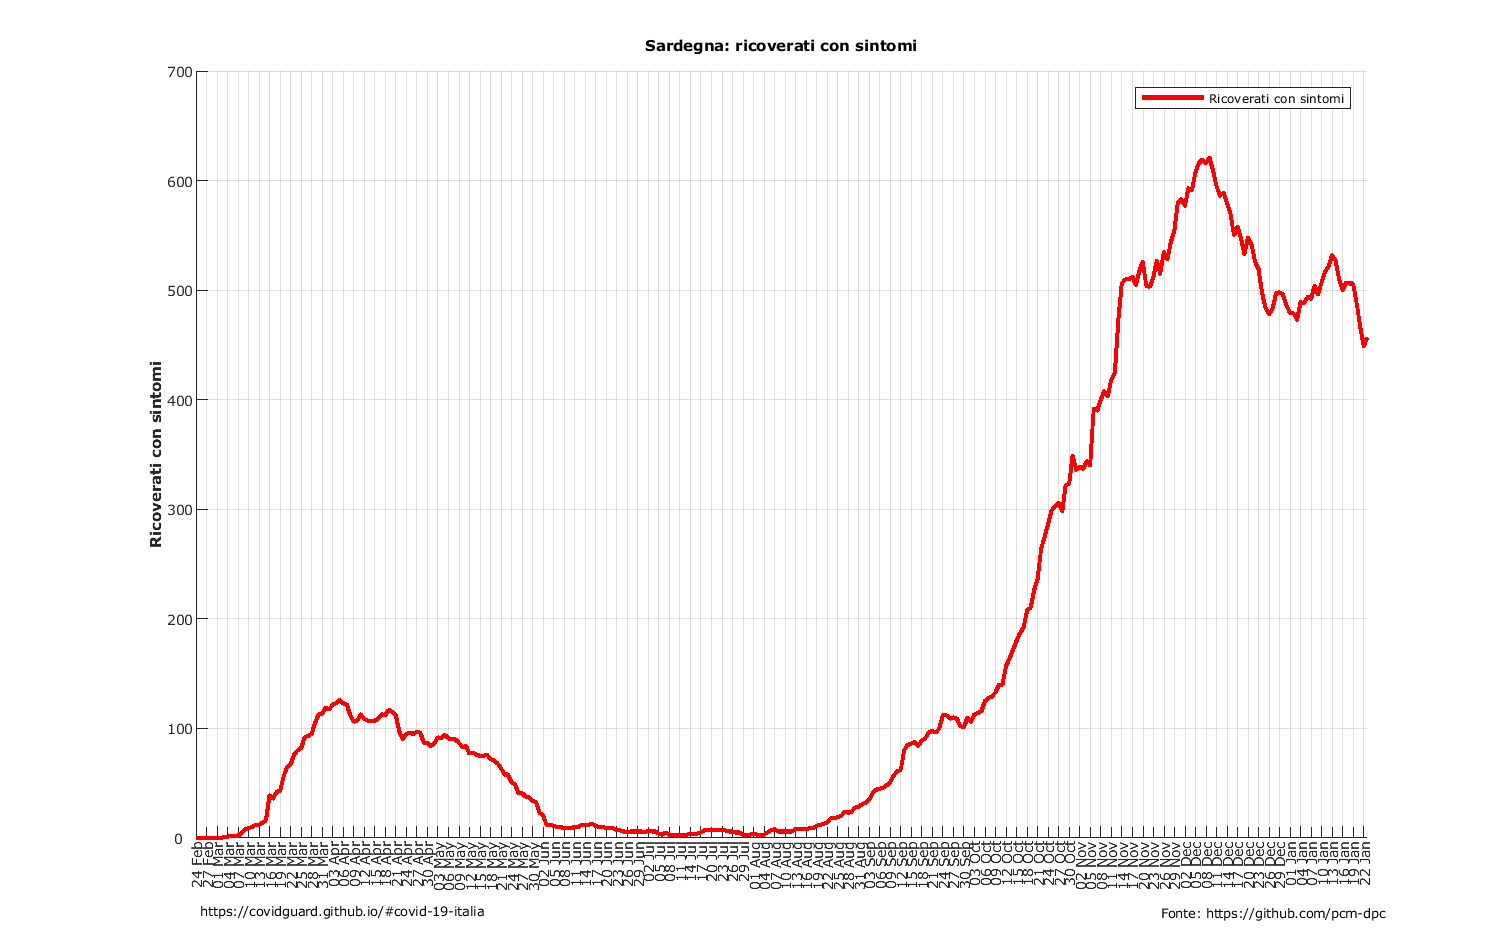 Sardegna: ricoverati con sintomi
Ricoverati con sintomi
Ricoverati con sintomi
700
600
500
400
300
200
100
0
24 Feb
27 Feb
01 Mar
04 Mar
07 Mar
10 Mar
13 Mar
16 Mar
19 Mar
22 Mar
25 Mar
28 Mar
31 Mar
03 Apr
06 Apr
09 Apr
12 Apr
15 Apr
18 Apr
21 Apr
24 Apr
27 Apr
30 Apr
03 May
06 May
09 May
12 May
15 May
18 May
21 May
24 May
27 May
30 May
02 Jun
05 Jun
08 Jun
11 Jun
14 Jun
17 Jun
20 Jun
23 Jun
26 Jun
29 Jun
02 Jul
05 Jul
08 Jul
11 Jul
14 Jul
17 Jul
20 Jul
23 Jul
26 Jul
29 Jul
01 Aug
04 Aug
07 Aug
10 Aug
13 Aug
16 Aug
19 Aug
22 Aug
25 Aug
28 Aug
31 Aug
03 Sep
06 Sep
09 Sep
12 Sep
15 Sep
18 Sep
21 Sep
24 Sep
27 Sep
30 Sep
03 Oct
06 Oct
09 Oct
12 Oct
15 Oct
18 Oct
21 Oct
24 Oct
27 Oct
30 Oct
02 Nov
05 Nov
08 Nov
11 Nov
14 Nov
17 Nov
20 Nov
23 Nov
26 Nov
29 Nov
02 Dec
05 Dec
08 Dec
11 Dec
14 Dec
17 Dec
20 Dec
23 Dec
26 Dec
29 Dec
01 Jan
04 Jan
07 Jan
10 Jan
13 Jan
16 Jan
19 Jan
22 Jan
https://covidguard.github.io/#covid-19-italia
Fonte: https://github.com/pcm-dpc